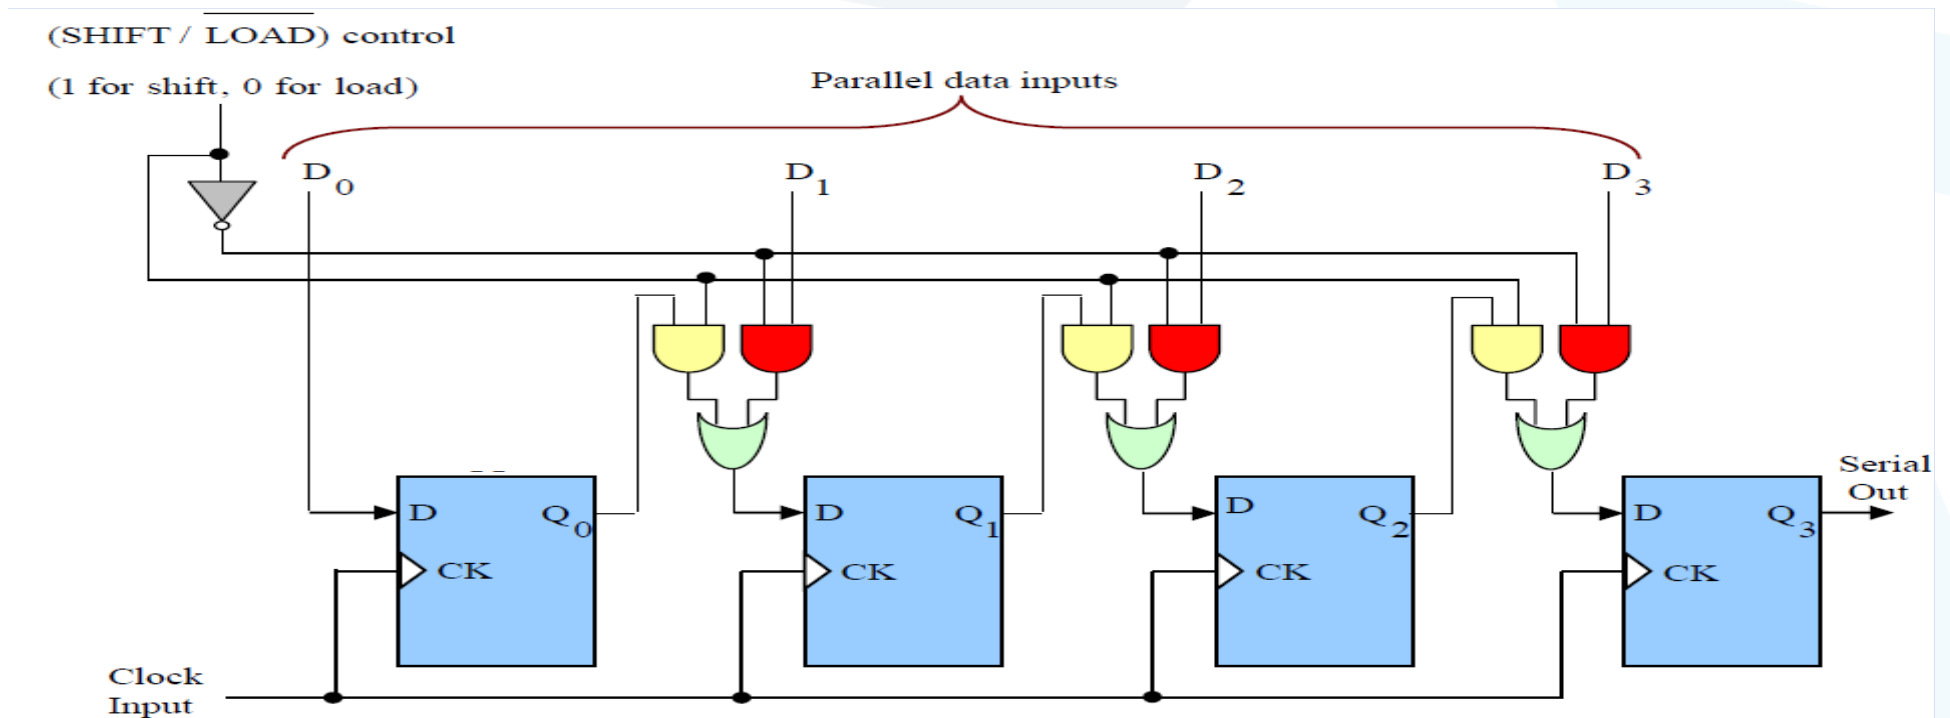 (SHIFT / LOAD) control
(1 for shift, 0 for load)
Parallel data inputs
D0
D1
D2
D3
D
Q0
CK
D
Q1
CK
D
Q2
CK
D
Q3
CK
Serial
Out
Clock
Input